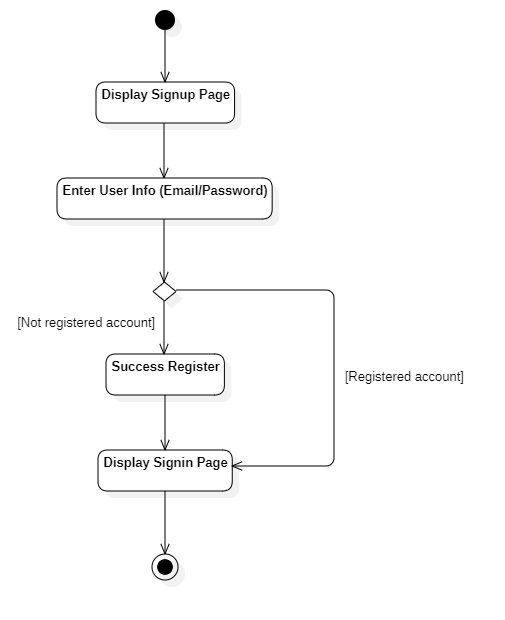 Display Signup Page
Enter User Info (Email/Password)
[Not registered account]
Success Register
[Registered account]
Display Signin Page